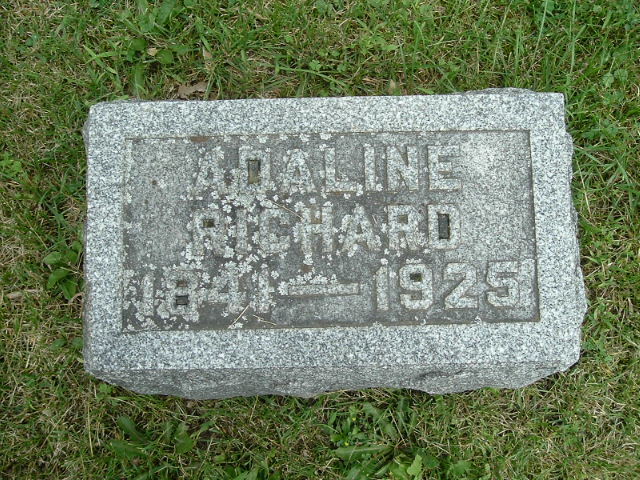 ADALINE
RICHARD
1841 — 1925